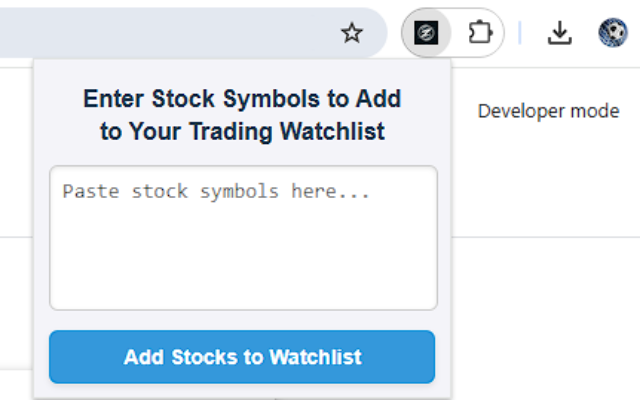 Enter Stock Symbols to Add
to Your Trading Watchlist
Developer mode
Paste stock symbols here...
Add Stocks to Watchlist